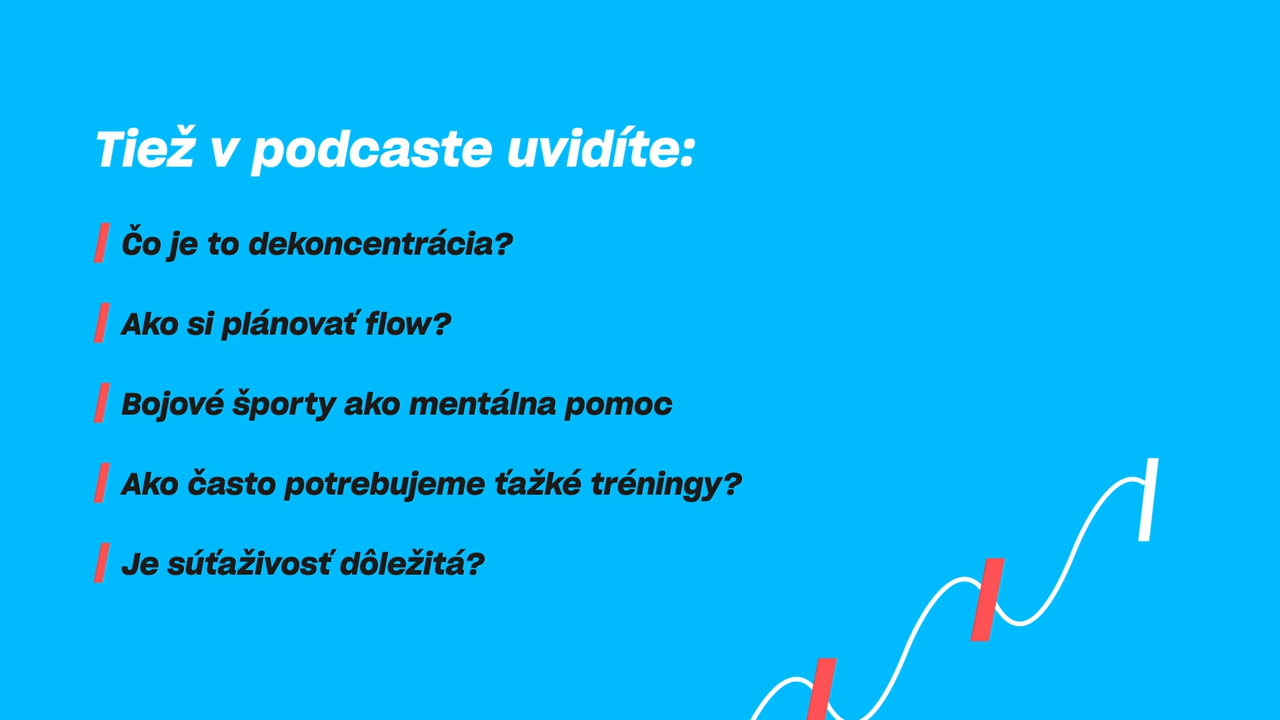 Tiež v podcaste uvidíte:
Čo je to dekoncentrácia?
Ako si plánovať flow?
Bojové športy ako mentálna pomoc
Ako často potrebujeme ťažké tréningy?
Je súťaživosť dôležitá?